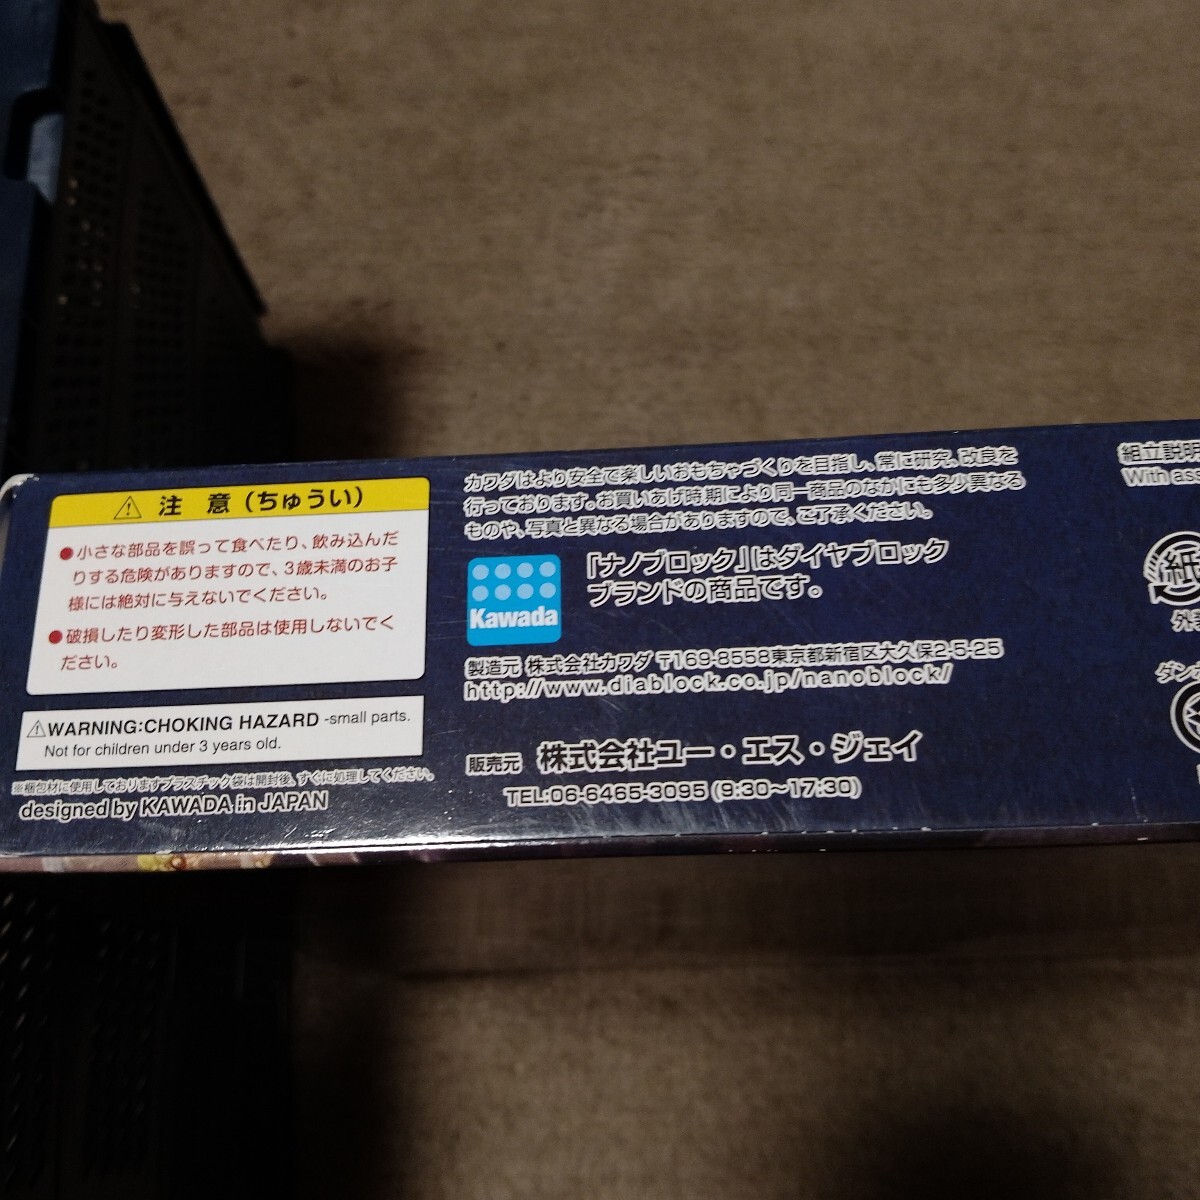 注 意(ちゅうい)
●小さな部品を誤って食べたり、飲み込んだ
りする危険がありますので、3歳未満のお子
様には絶対に与えないでください。
●破損したり変形した部品は使用しないでく
ださい。
WARNING:CHOKING HAZARD -small parts.
Not for children under 3 years old.
※梱包材に使用しておりますプラスチック袋は開封後、すぐに処理してください。
designed by KAWADA in JAPAN
カワダはより安全で楽しいおもちゃづくりを目指し、常に研究、改良を
行っております。お買いあげ時期により同一商品のなかにも多少異なる
ものや、写真と異なる場合がありますので、ご了承ください。
Kawada
「ナノブロック」はダイヤブロック
ブランドの商品です。
製造元 株式会社カワダ 〒169-8558東京都新宿区大久保2-5-25
http://www.diablock.co.jp/nanoblock/
販売元 株式会社ユー・エス・ジェイ
TEL:06-6465-3095 (9:30～17:30)
組立説明
With as
紙
外
ダン